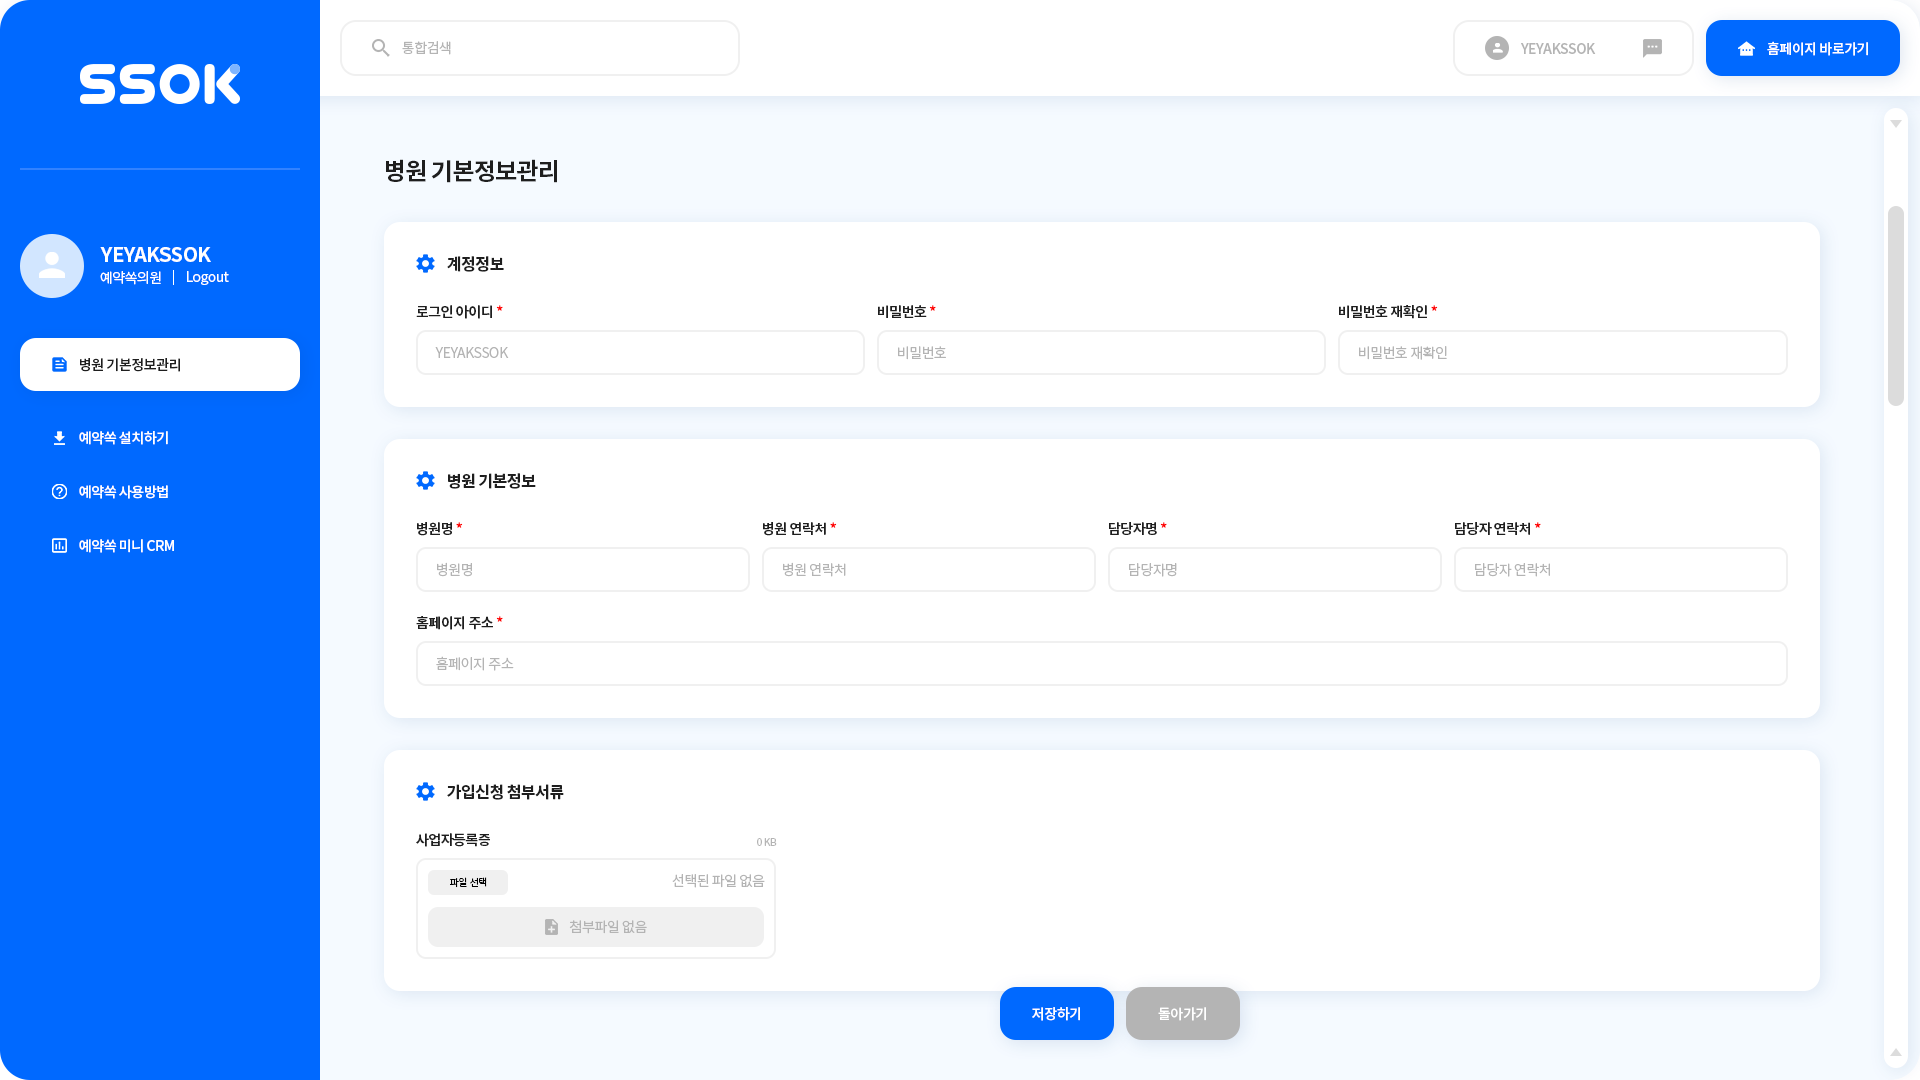 SSOK
YEYAKSSOK
예약쏙의원 | Logout
병원 기본정보관리
예약쏙 설치하기
예약쏙 사용방법
예약쏙 미니 CRM
통합검색
YEYAKSSOK
홈페이지 바로가기
병원 기본정보관리
계정정보
로그인 아이디 * 비밀번호 * 비밀번호 재확인 *
YEYAKSSOK 비밀번호 비밀번호 재확인
병원 기본정보
병원명 * 병원 연락처 * 담당자명 * 담당자 연락처 *
병원명 병원 연락처 담당자명 담당자 연락처
홈페이지 주소 *
홈페이지 주소
가입신청 첨부서류
사업자등록증 0 KB
파일 선택 선택된 파일 없음
첨부파일 없음
저장하기 돌아가기